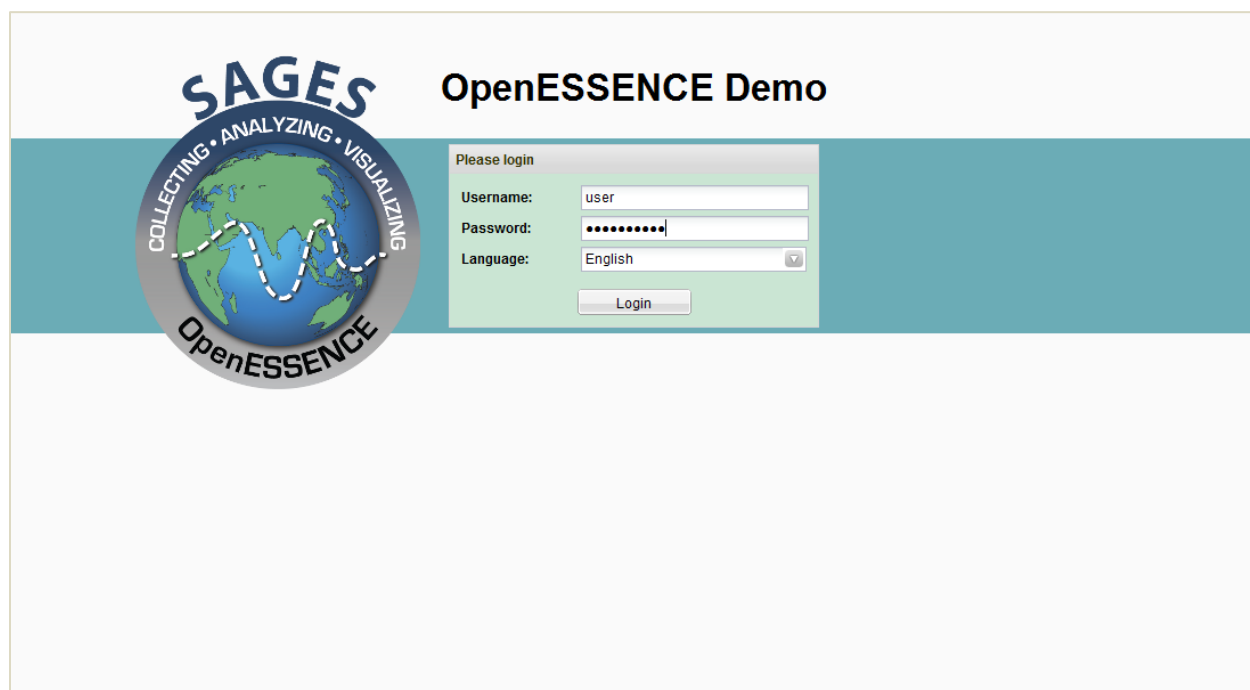 SAGES
OpenESSENCE Demo
COLLECTING • ANALYZING • VISUALIZING
OpenESSENCE
Please login
Username: user
Password: ••••••••••
Language: English
Login